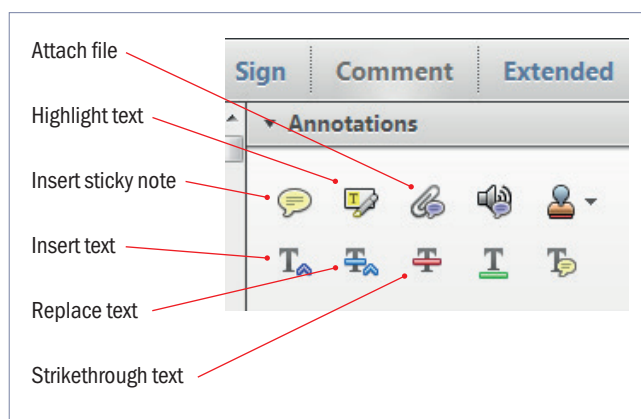 Attach file
Sign Comment Extended
Highlight text
Annotations
Insert sticky note
Insert text
Replace text
Strikethrough text